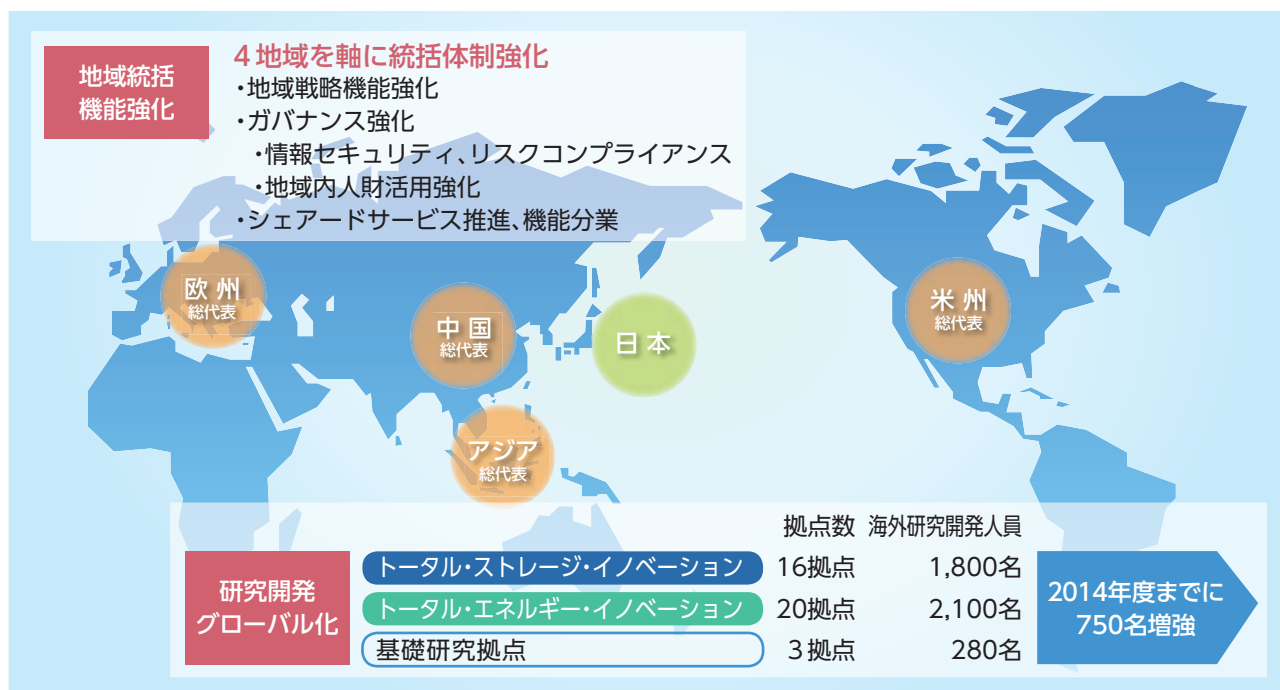 地域統括
機能強化
4地域を軸に統括体制強化
・地域戦略機能強化
・ガバナンス強化
・情報セキュリティ、リスクコンプライアンス
・地域内人財活用強化
・シェアードサービス推進、機能分業
欧州
総代表
中国
総代表
日本
米州
総代表
アジア
総代表
研究開発
グローバル化
拠点数 海外研究開発人員
トータル・ストレージ・イノベーション 16拠点 1,800名
トータル・エネルギー・イノベーション 20拠点 2,100名
基礎研究拠点 3拠点 280名
2014年度までに
750名増強